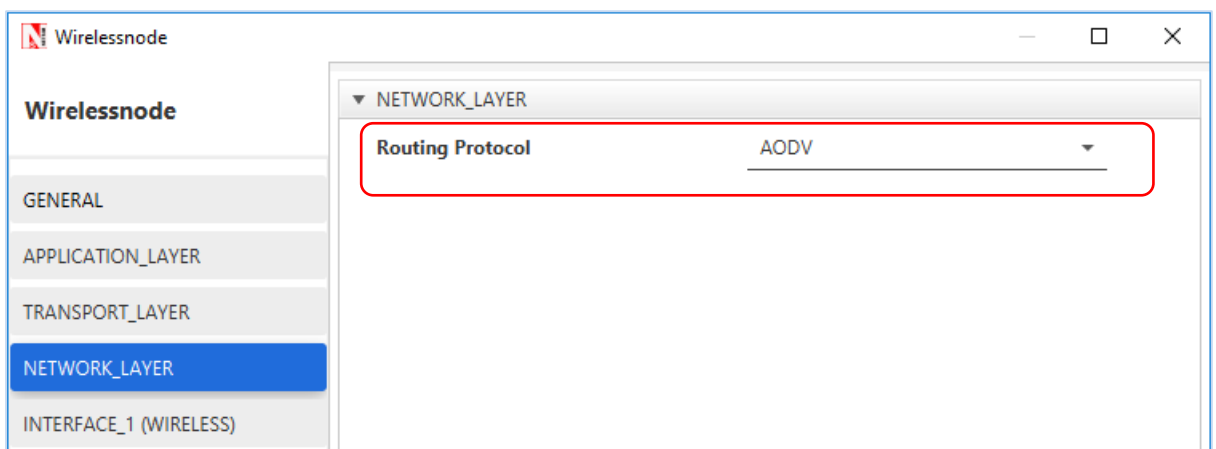 Wirelessnode
Wirelessnode
GENERAL
APPLICATION_LAYER
TRANSPORT_LAYER
NETWORK_LAYER
INTERFACE_1 (WIRELESS)
NETWORK_LAYER
Routing Protocol AODV